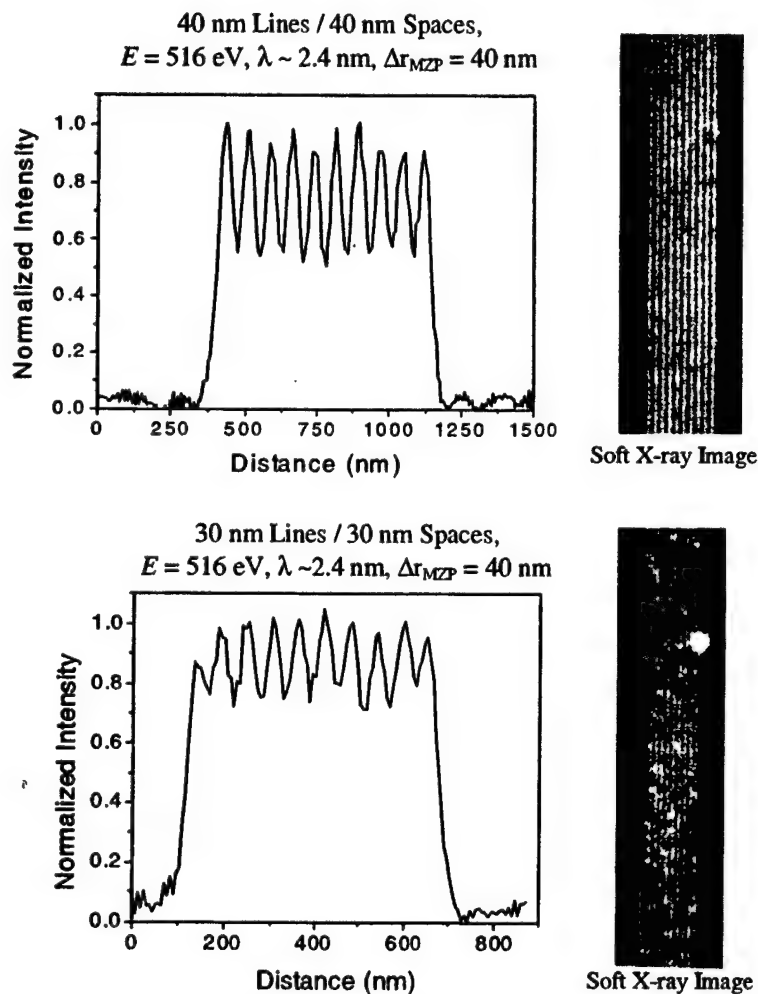 40 nm Lines / 40 nm Spaces,
E = 516 eV, λ ~ 2.4 nm, Δr_MZP = 40 nm
Normalized Intensity
1.0
0.8
0.6
0.4
0.2
0.0
0 250 500 750 1000 1250 1500
Distance (nm)
Soft X-ray Image
30 nm Lines / 30 nm Spaces,
E = 516 eV, λ ~2.4 nm, Δr_MZP = 40 nm
Normalized Intensity
1.0
0.8
0.6
0.4
0.2
0.0
0 200 400 600 800
Distance (nm)
Soft X-ray Image